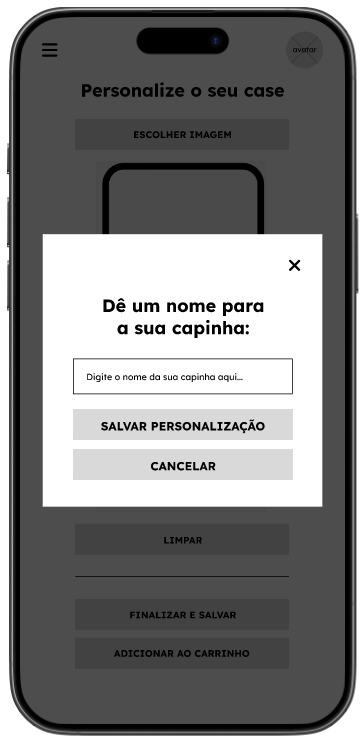 avatar
Personalize o seu case
ESCOLHER IMAGEM
Dê um nome para
a sua capinha:
Digite o nome da sua capinha aqui...
SALVAR PERSONALIZAÇÃO
CANCELAR
LIMPAR
FINALIZAR E SALVAR
ADICIONAR AO CARRINHO